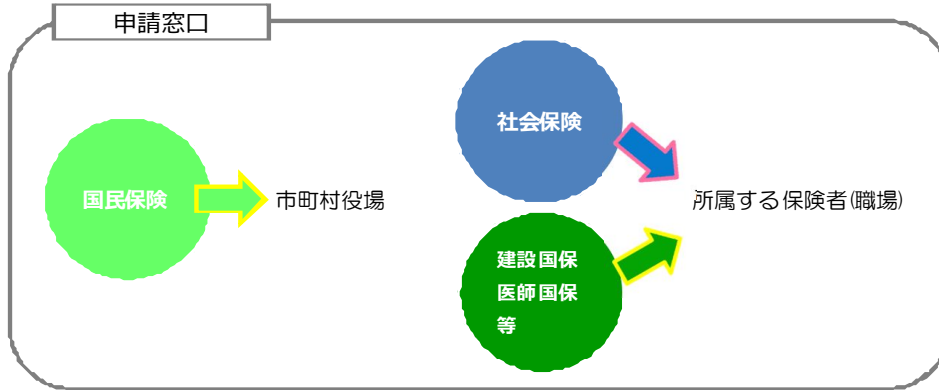 申請窓口
国民保険
市町村役場
社会保険
建設国保
医師国保
等
所属する保険者(職場)